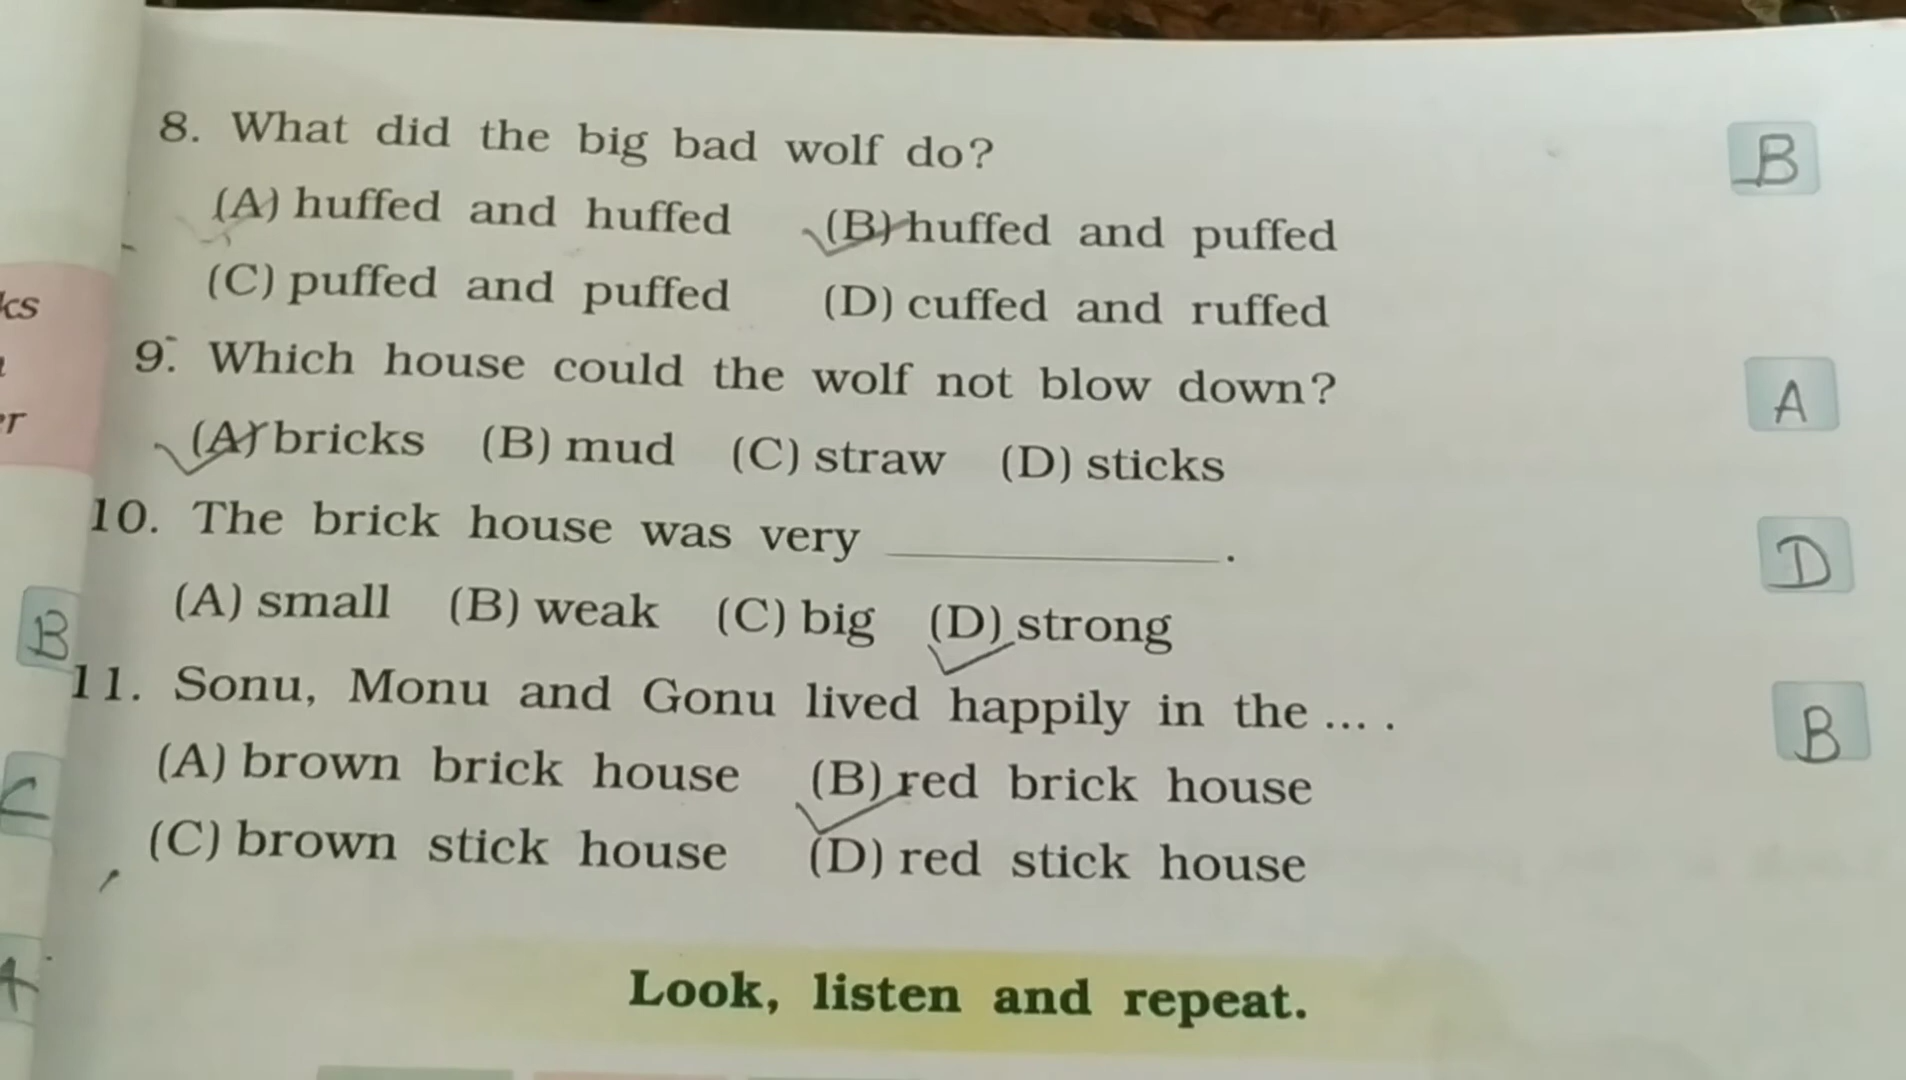 8. What did the big bad wolf do? B
(A) huffed and huffed (B) huffed and puffed
(C) puffed and puffed (D) cuffed and ruffed
ks
9. Which house could the wolf not blow down? A
er
(A) bricks (B) mud (C) straw (D) sticks
10. The brick house was very ____________. D
(A) small (B) weak (C) big (D) strong
B
11. Sonu, Monu and Gonu lived happily in the ... . B
(A) brown brick house (B) red brick house
C
(C) brown stick house (D) red stick house
A
Look, listen and repeat.